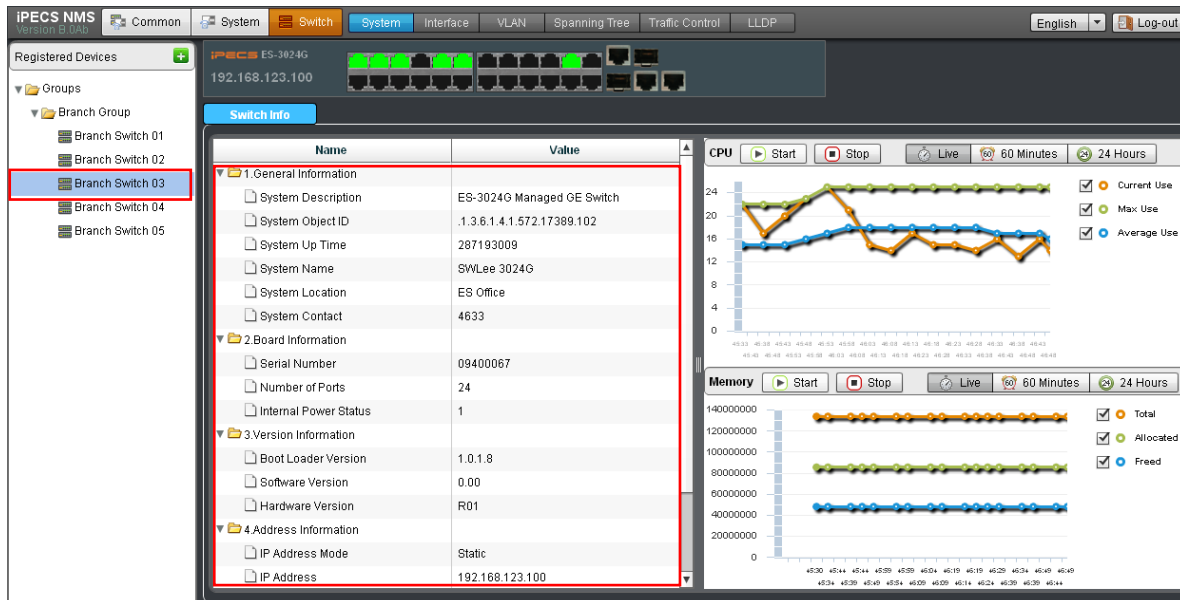 iPECS NMS
Version B.0Ab
Common
System
Switch
System
Interface
VLAN
Spanning Tree
Traffic Control
LLDP
English
Log-out
Registered Devices
Groups
Branch Group
Branch Switch 01
Branch Switch 02
Branch Switch 03
Branch Switch 04
Branch Switch 05
iPECS ES-3024G
192.168.123.100
Switch Info
Name Value
1.General Information
System Description ES-3024G Managed GE Switch
System Object ID .1.3.6.1.4.1.572.17389.102
System Up Time 287193009
System Name SWLee 3024G
System Location ES Office
System Contact 4633
2.Board Information
Serial Number 09400067
Number of Ports 24
Internal Power Status 1
3.Version Information
Boot Loader Version 1.0.1.8
Software Version 0.00
Hardware Version R01
4.Address Information
IP Address Mode Static
IP Address 192.168.123.100
CPU Start Stop Live 60 Minutes 24 Hours
24
20
16
12
8
4
0
Current Use
Max Use
Average Use
Memory Start Stop Live 60 Minutes 24 Hours
140000000
120000000
100000000
80000000
60000000
40000000
20000000
0
Total
Allocated
Freed